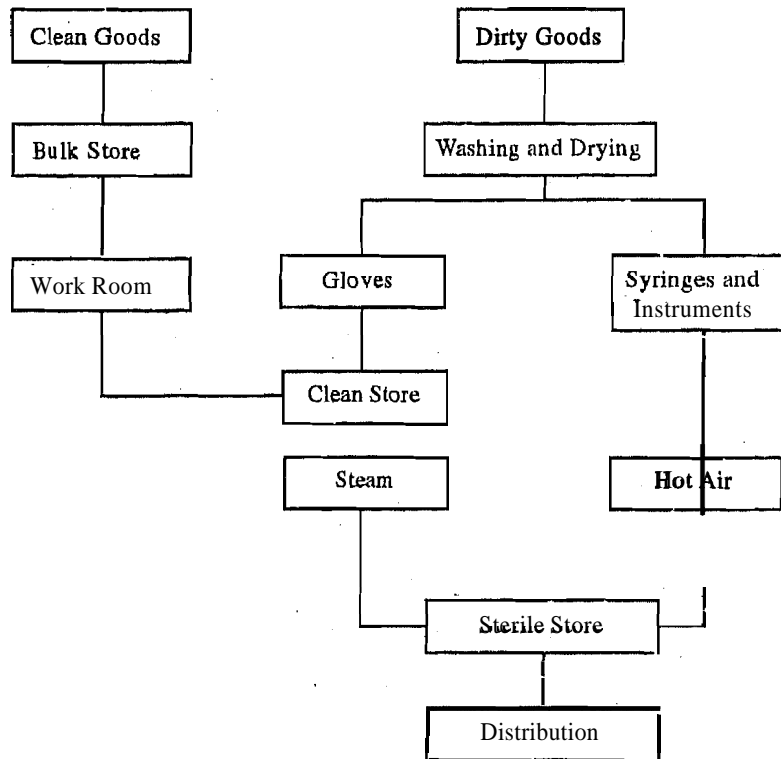 Clean Goods
Dirty Goods
Bulk Store
Washing and Drying
Work Room
Gloves
Syringes and
Instruments
Clean Store
Steam
Hot Air
Sterile Store
Distribution